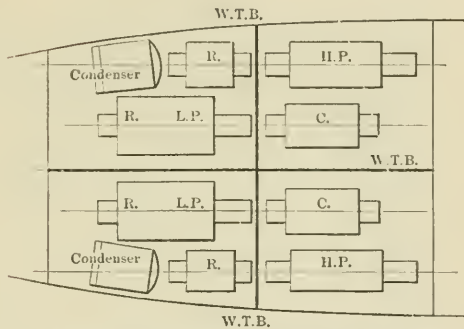 W.T.B.
R. H.P.
Condenser
R. L.P. C.
W.T.B.
R. L.P. C.
Condenser R. H.P.
W.T.B.